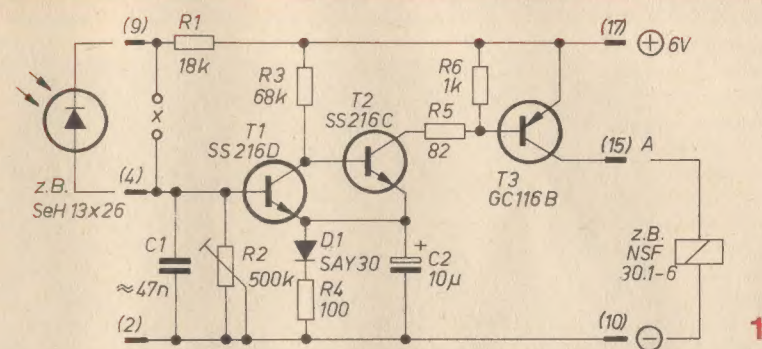 (9)
R1
18k
(17)
6V
R3
68k
R6
1k
T2
SS216C
R5
82
x
T1
SS216D
(15) A
T3
GC116B
(4)
z.B.
SeH 13x26
D1
SAY30
C1
≈47n
R2
500k
R4
100
+
C2
10µ
z.B.
NSF
30.1-6
(2)
(10)
1